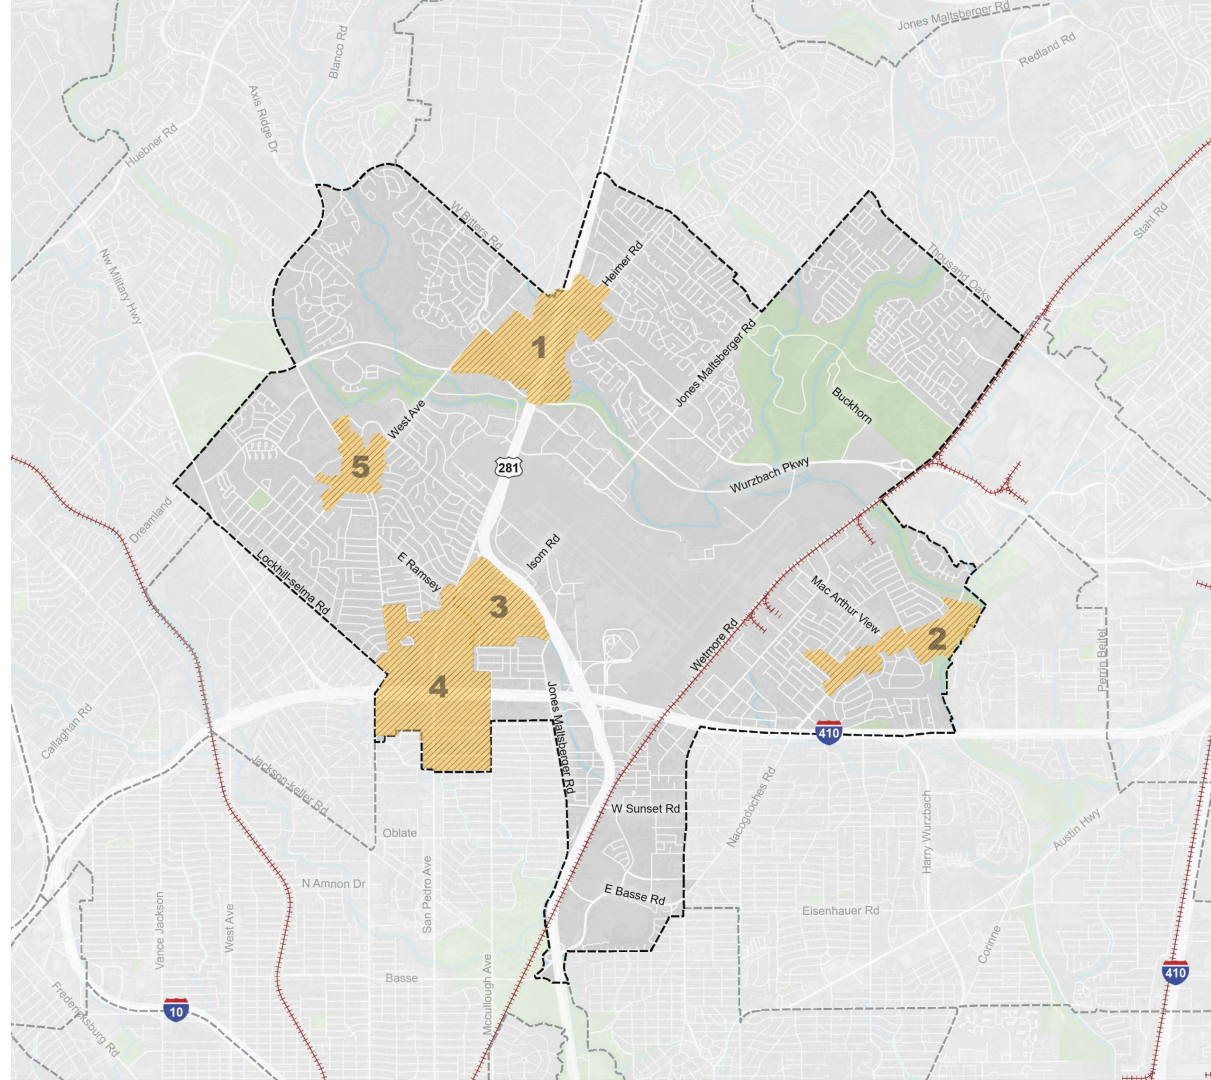 Jones Maltsberger Rd
Redland Rd
Blanco Rd
Axis Ridge Dr
Huebner Rd
W Bitters Rd
Stahl Rd
Nw Military Hwy
Heimer Rd
Thousand Oaks
1
Jones Maltsberger Rd
Buckhorn
West Ave
5
281
Wurzbach Pkwy
Dreamland
Isom Rd
Lockhill-selma Rd
E Ramsey
3
Mac Arthur View
2
Wetmore Rd
Perrin Beitel
4
Jones Maltsberger Rd
Callaghan Rd
410
Jackson-keller Rd
W Sunset Rd
Nacogdoches Rd
Harry Wurzbach
Austin Hwy
Oblate
San Pedro Ave
N Amnon Dr
E Basse Rd
Eisenhauer Rd
Vance Jackson
West Ave
Corinne
Basse
Mccullough Ave
410
10
Fredericksburg Rd